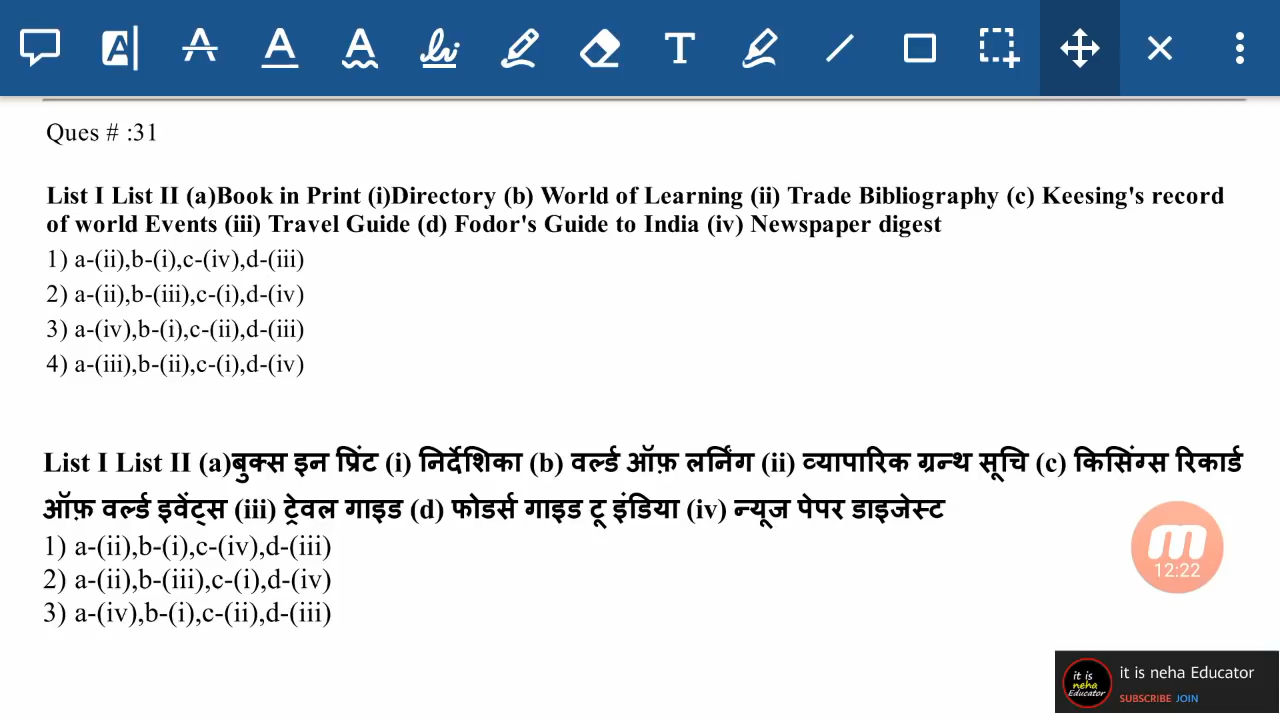 Ques # :31
List I List II (a)Book in Print (i)Directory (b) World of Learning (ii) Trade Bibliography (c) Keesing's record
of world Events (iii) Travel Guide (d) Fodor's Guide to India (iv) Newspaper digest
1) a-(ii),b-(i),c-(iv),d-(iii)
2) a-(ii),b-(iii),c-(i),d-(iv)
3) a-(iv),b-(i),c-(ii),d-(iii)
4) a-(iii),b-(ii),c-(i),d-(iv)
List I List II (a)बुक्स इन प्रिंट (i) निर्देशिका (b) वर्ल्ड ऑफ़ लर्निंग (ii) व्यापारिक ग्रन्थ सूचि (c) किसिंग्स रिकार्ड
ऑफ़ वर्ल्ड इवेंट्स (iii) ट्रेवल गाइड (d) फोडर्स गाइड टू इंडिया (iv) न्यूज पेपर डाइजेस्ट
1) a-(ii),b-(i),c-(iv),d-(iii)
2) a-(ii),b-(iii),c-(i),d-(iv)
3) a-(iv),b-(i),c-(ii),d-(iii)
12:22
it is neha Educator
it is neha Educator
SUBSCRIBE JOIN